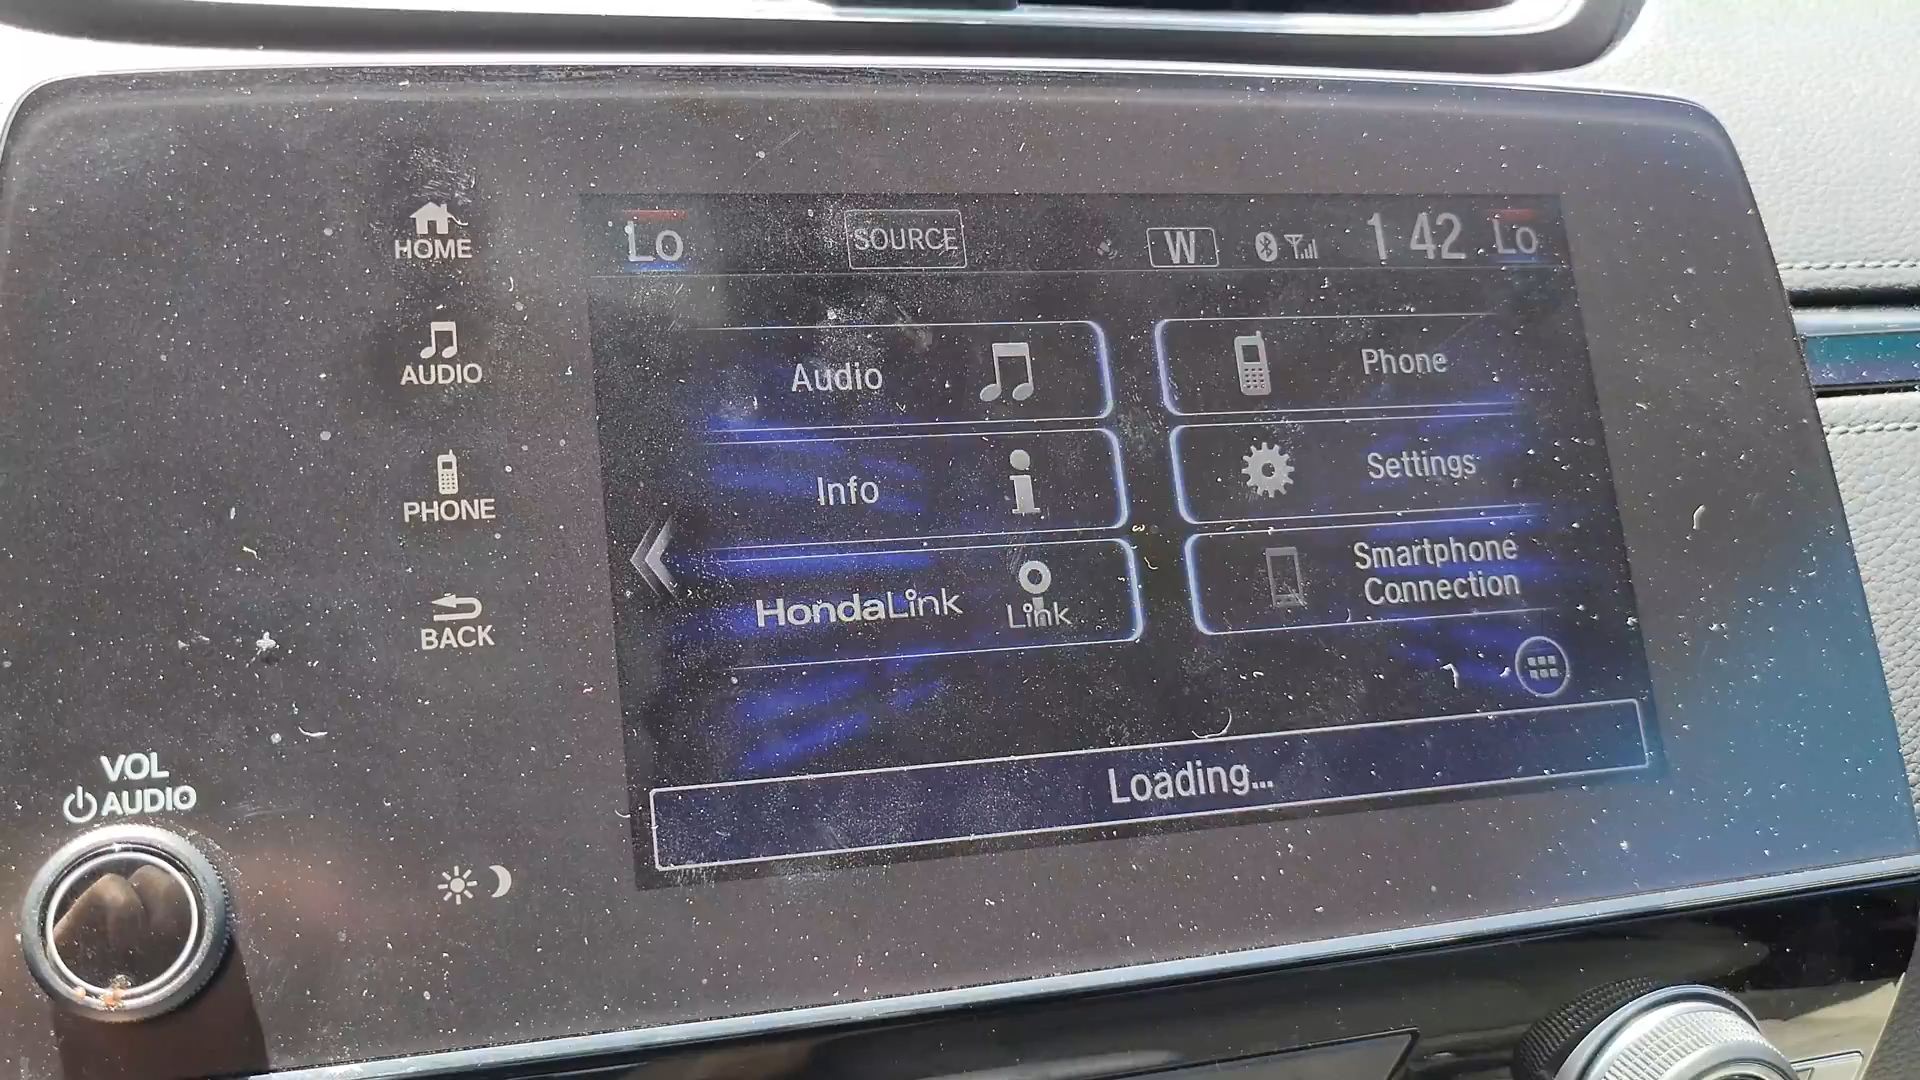 Lo SOURCE W 1 42 Lo
HOME
AUDIO
PHONE
BACK
VOL
AUDIO
Audio
Phone
Info
Settings
HondaLink
Link
Smartphone
Connection
Loading...